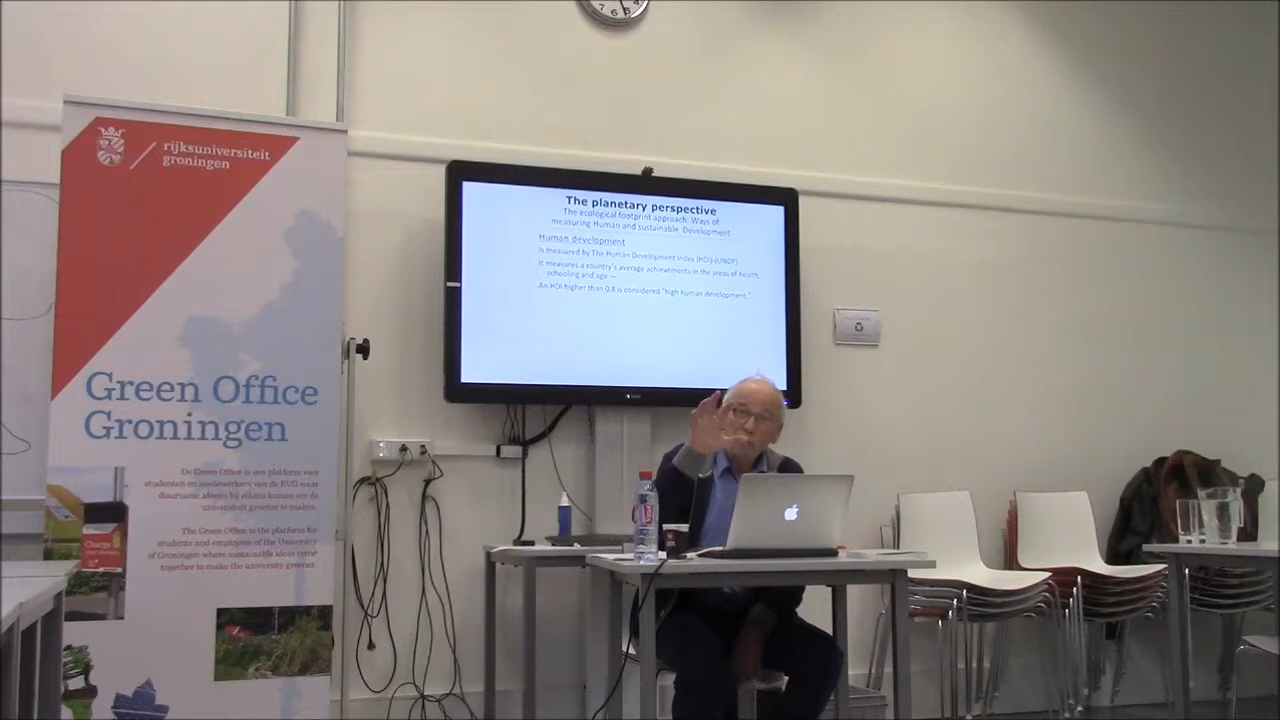 7 6 5 4
rijksuniversiteit
groningen
Green Office
Groningen
De Green Office is een platform voor
studenten en medewerkers van de RUG waar
duurzame ideeën bij elkaar komen om de
universiteit groener te maken.
The Green Office is the platform for
students and employees of the University
of Groningen where sustainable ideas come
together to make the university greener.
Charge
The planetary perspective
The ecological footprint approach: Ways of
measuring Human and sustainable Development
Human development
Is measured by The Human Development Index (HDI)-(UNDP)
It measures a country's average achievements in the areas of health,
schooling and age —
An HDI higher than 0.8 is considered "high human development."